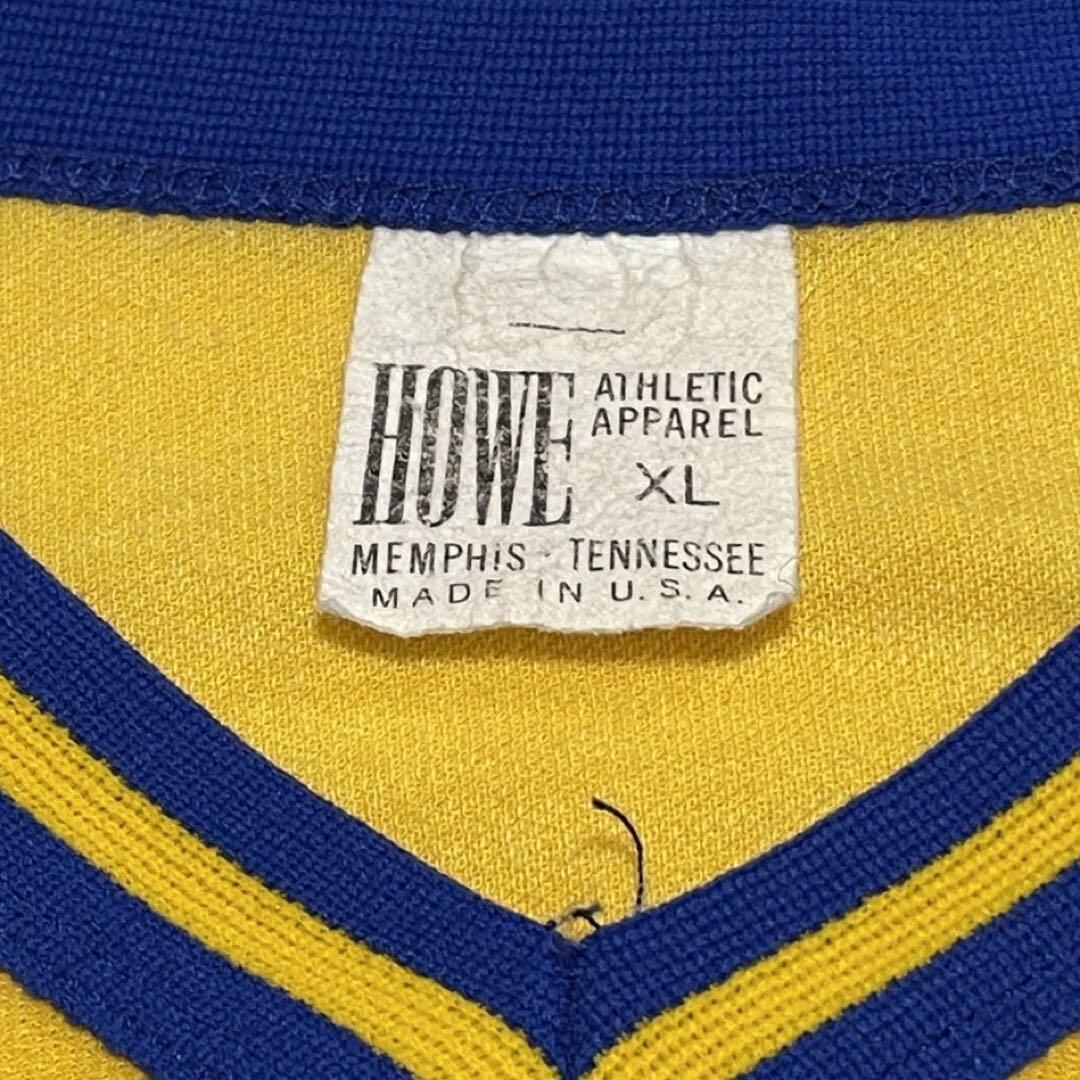 HOWE ATHLETIC
APPAREL
XL
MEMPHIS · TENNESSEE
MADE IN U.S.A.